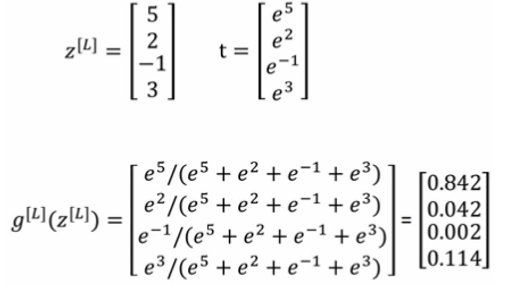 z^[L] = [5 2 −1 3] t = [e^5 e^2 e^−1 e^3]
g^[L](z^[L]) = [e^5/(e^5 + e^2 + e^−1 + e^3)
e^2/(e^5 + e^2 + e^−1 + e^3)
e^−1/(e^5 + e^2 + e^−1 + e^3)
e^3/(e^5 + e^2 + e^−1 + e^3)] = [0.842
0.042
0.002
0.114]